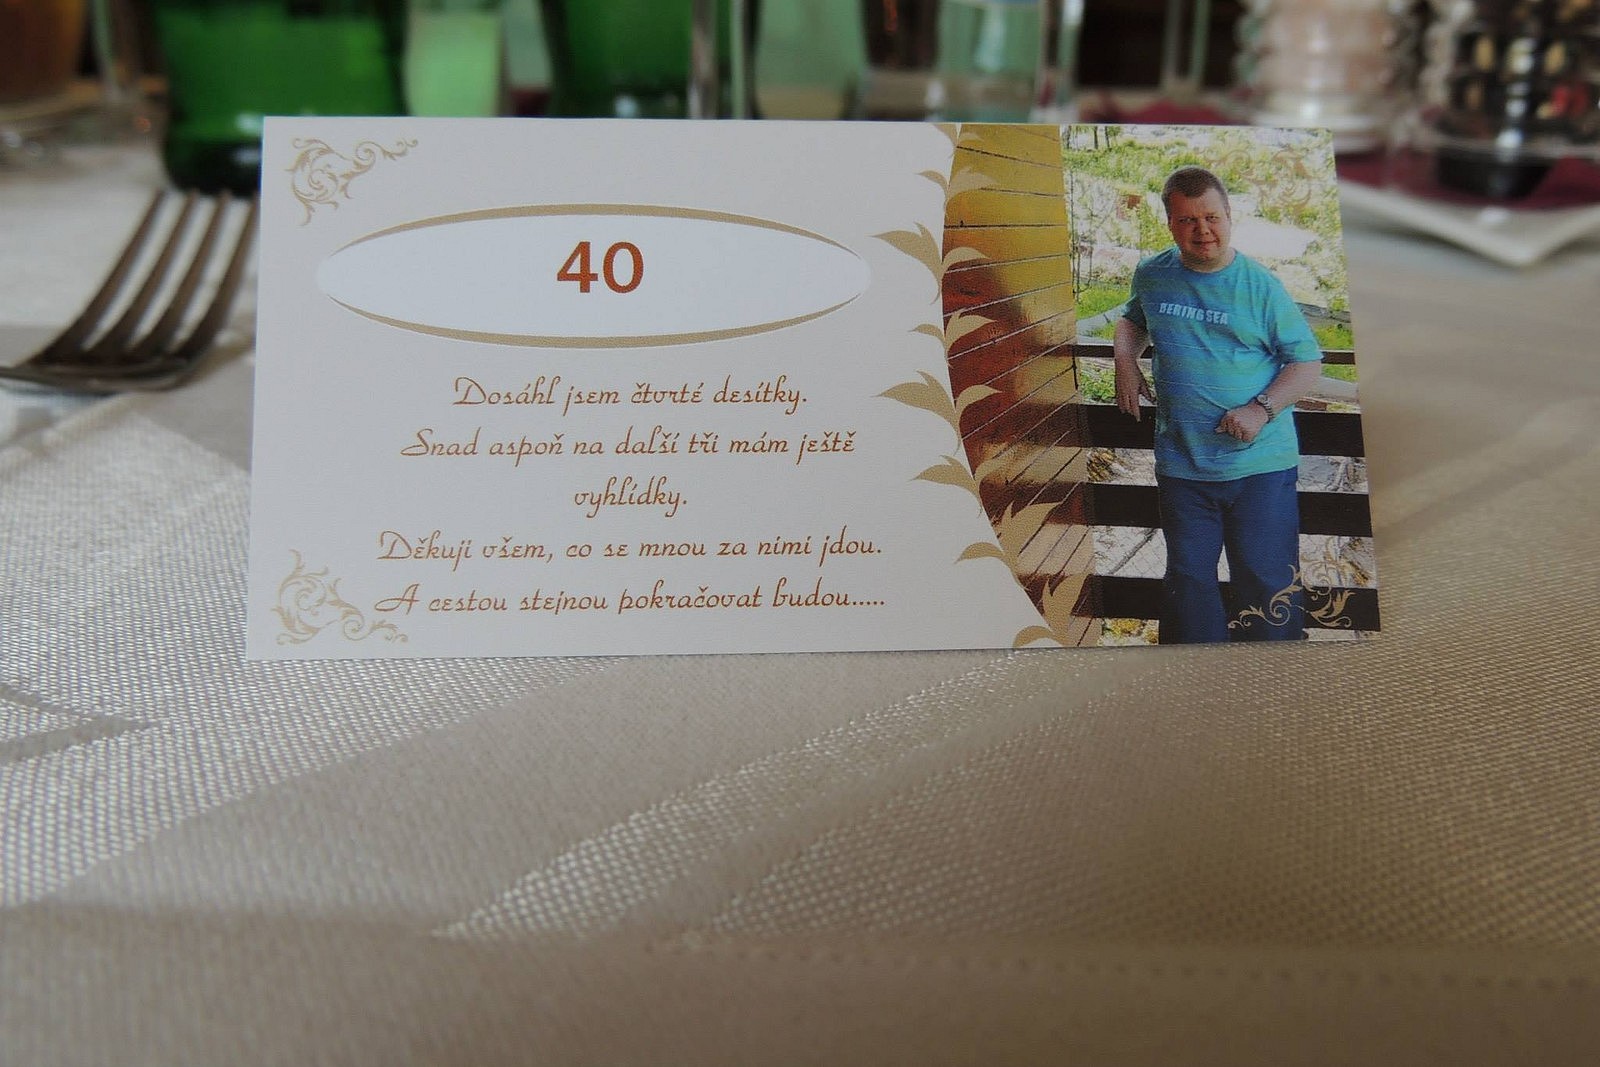 40
Dosáhl jsem čtvrté desítky.
Snad aspoň na další tři mám ještě
vyhlídky.
Děkuji všem, co se mnou za nimi jdou.
A cestou stejnou pokračovat budou.....
BERING SEA